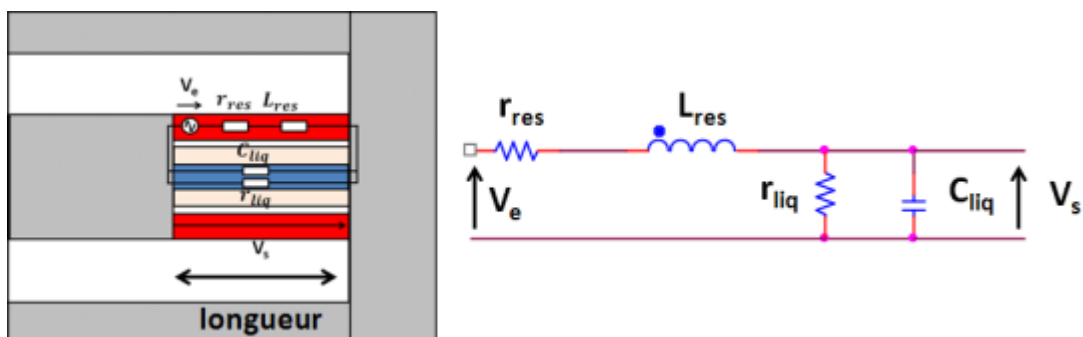 Ve
rres Lres
Cliq
rliq
Vs
longueur
rres
Lres
Ve
rliq
Cliq
Vs